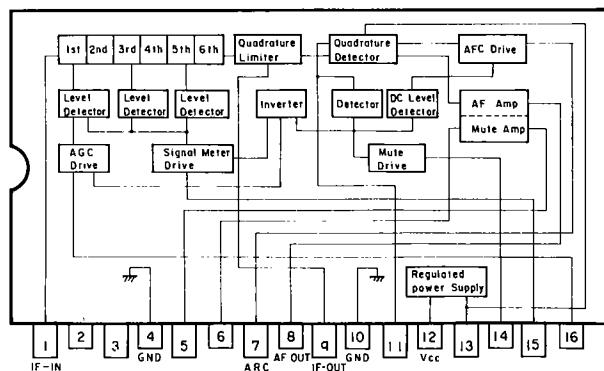 1st 2nd 3rd 4th 5th 6th
Quadrature
Limiter
Quadrature
Detector
AFC Drive
Level
Detector
Level
Detector
Level
Detector
Inverter
Detector
DC Level
Detector
AF Amp
Mute Amp
AGC
Drive
Signal Meter
Drive
Mute Drive
Regulated
power Supply
1 2 3 4 5 6 7 8 9 10 11 12 13 14 15 16
IF-IN
GND
ARC
AF OUT
IF-OUT
GND
Vcc